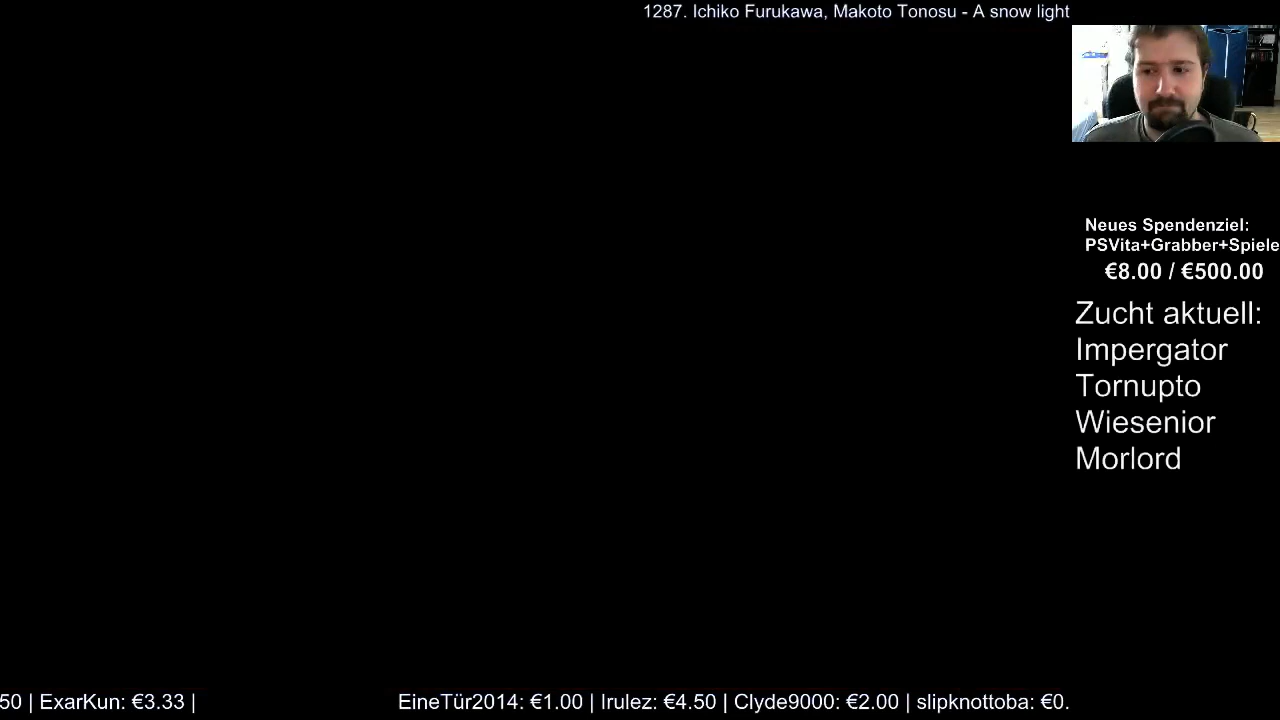 1287. Ichiko Furukawa, Makoto Tonosu - A snow light
Neues Spendenziel:
PSVita+Grabber+Spiele
€8.00 / €500.00
Zucht aktuell:
Impergator
Tornupto
Wiesenior
Morlord
50 | ExarKun: €3.33 | EineTür2014: €1.00 | Irulez: €4.50 | Clyde9000: €2.00 | slipknottoba: €0.